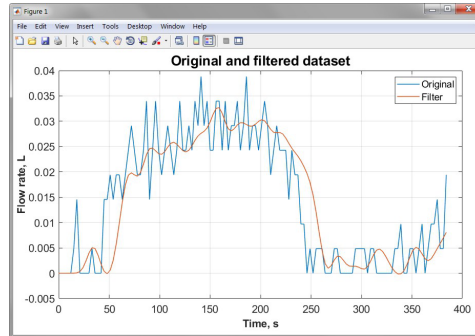 Figure 1
File Edit View Insert Tools Desktop Window Help
Original and filtered dataset
Original
Filter
0.04
0.035
0.03
0.025
0.02
0.015
0.01
0.005
0
-0.005
Flow rate, L
0 50 100 150 200 250 300 350 400
Time, s